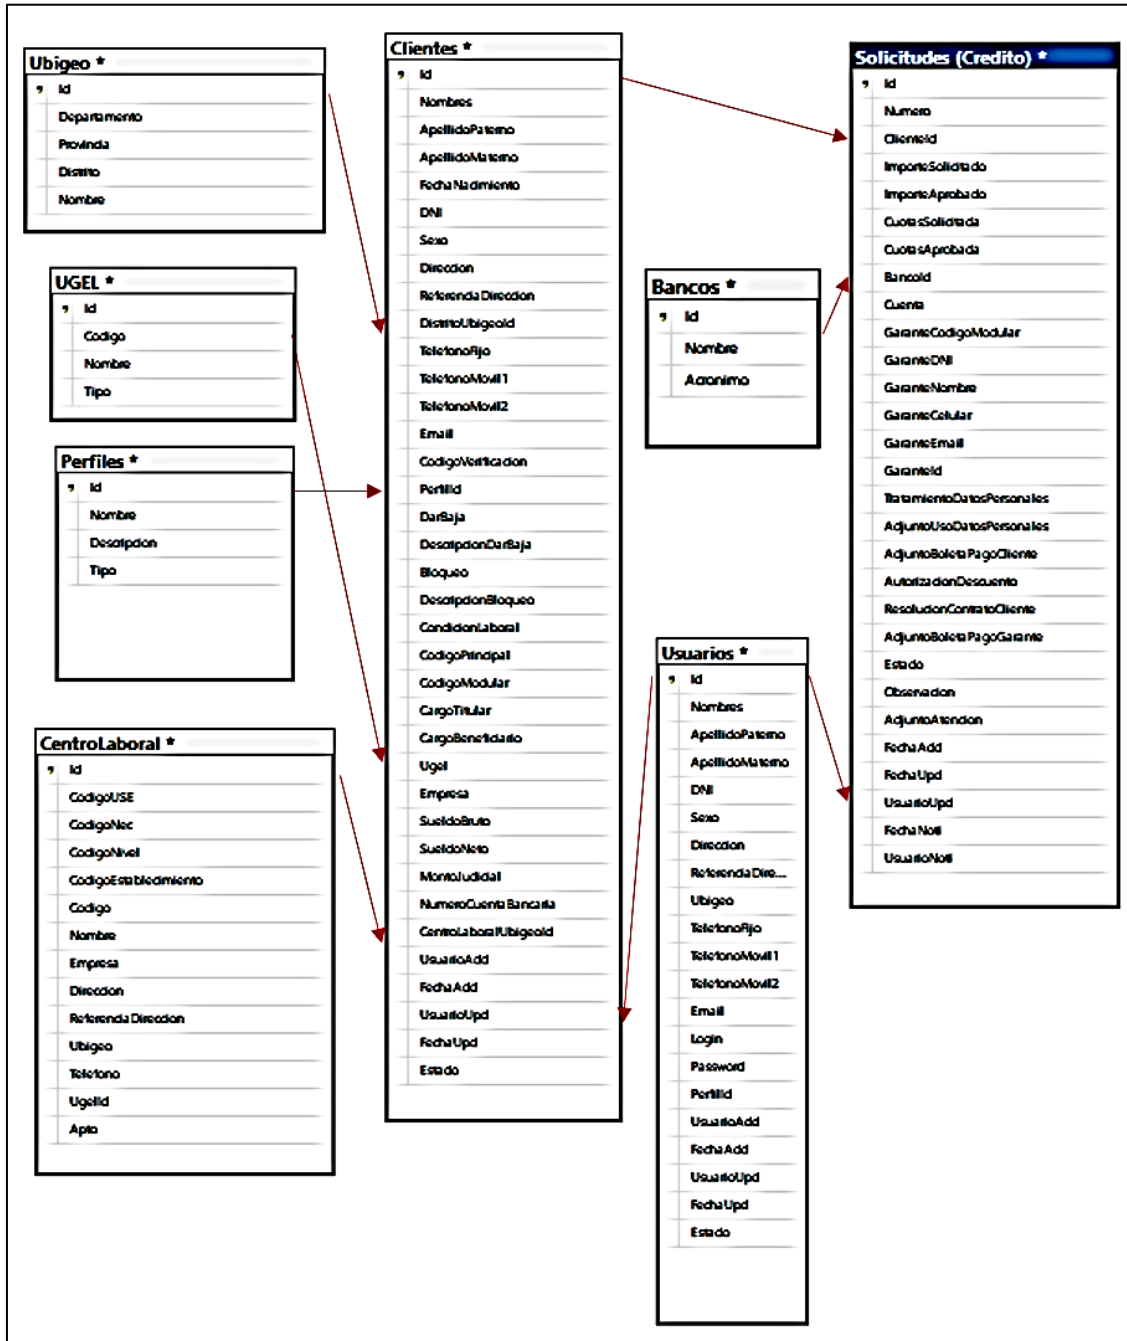 Ubigeo *
Id
Departamento
Provincia
Distrito
Nombre
UGEL *
Id
Codigo
Nombre
Tipo
Perfiles *
Id
Nombre
Descripcion
Tipo
CentroLaboral *
Id
CodigoUSE
CodigoNec
CodigoNivel
CodigoEstablecimiento
Codigo
Nombre
Empresa
Direccion
ReferenciaDireccion
Ubigeo
Telefono
UgelId
Apto
Clientes *
Id
Nombres
ApellidoPaterno
ApellidoMaterno
FechaNacimiento
DNI
Sexo
Direccion
ReferenciaDireccion
DistritoUbigeoId
TelefonoFijo
TelefonoMovil1
TelefonoMovil2
Email
CodigoVerificacion
PerfilId
DarBaja
DescripcionDarBaja
Bloqueo
DescripcionBloqueo
CondicionLaboral
CodigoPrincipal
CodigoModular
CargoTitular
CargoBeneficiario
Ugel
Empresa
SueldoBruto
SueldoNeto
MontoJudicial
NumeroCuentaBancaria
CentroLaboralUbigeoId
UsuarioAdd
FechaAdd
UsuarioUpd
FechaUpd
Estado
Bancos *
Id
Nombre
Acronimo
Usuarios *
Id
Nombres
ApellidoPaterno
ApellidoMaterno
DNI
Sexo
Direccion
ReferenciaDire...
Ubigeo
TelefonoFijo
TelefonoMovil1
TelefonoMovil2
Email
Login
Password
PerfilId
UsuarioAdd
FechaAdd
UsuarioUpd
FechaUpd
Estado
Solicitudes (Credito) *
Id
Numero
ClienteId
ImporteSolicitado
ImporteAprobado
CuotasSolicitada
CuotasAprobada
BancoId
Cuenta
GaranteCodigoModular
GaranteDNI
GaranteNombre
GaranteCelular
GaranteEmail
GaranteId
TratamientoDatosPersonales
AdjuntoUsoDatosPersonales
AdjuntoBoletaPagoCliente
AutorizacionDescuento
ResolucionContratoCliente
AdjuntoBoletaPagoGarante
Estado
Observacion
AdjuntoAtencion
FechaAdd
FechaUpd
UsuarioUpd
FechaNoti
UsuarioNoti